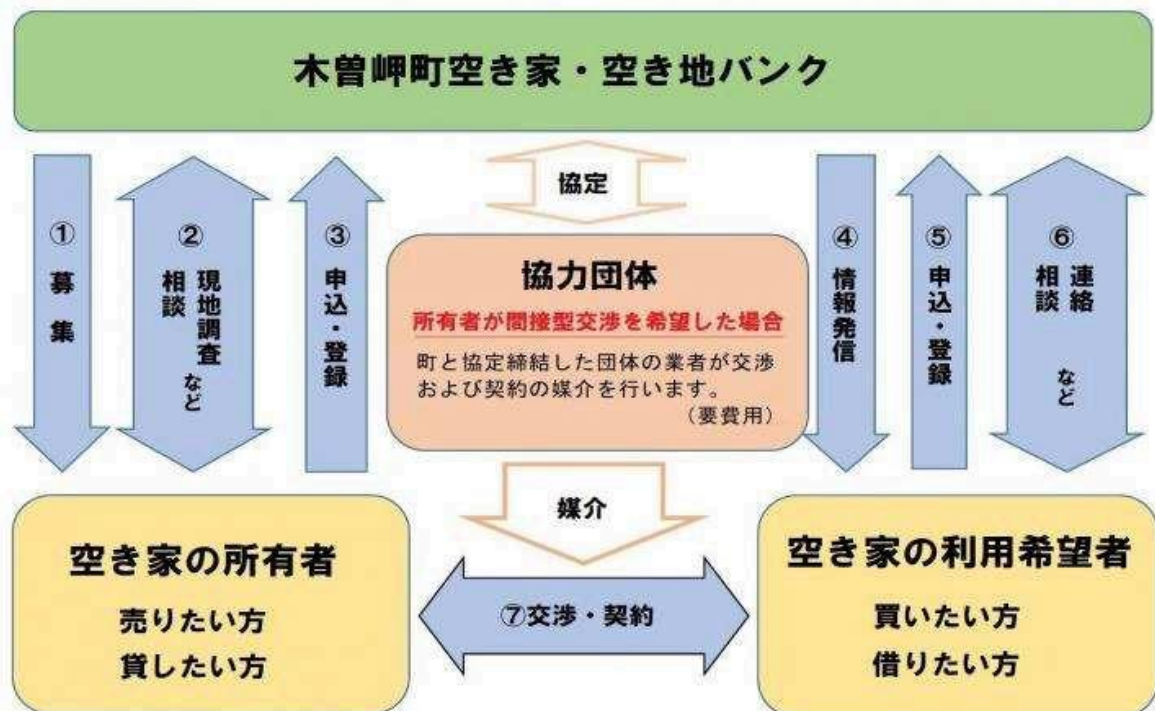 木曽岬町空き家・空き地バンク
①
募集
②
現地調査
相談
など
③
申込・登録
協定
協力団体
所有者が間接型交渉を希望した場合
町と協定締結した団体の業者が交渉
および契約の媒介を行います。
（要費用）
④
情報発信
⑤
申込・登録
⑥
連絡
相談
など
媒介
空き家の所有者
売りたい方
貸したい方
⑦交渉・契約
空き家の利用希望者
買いたい方
借りたい方